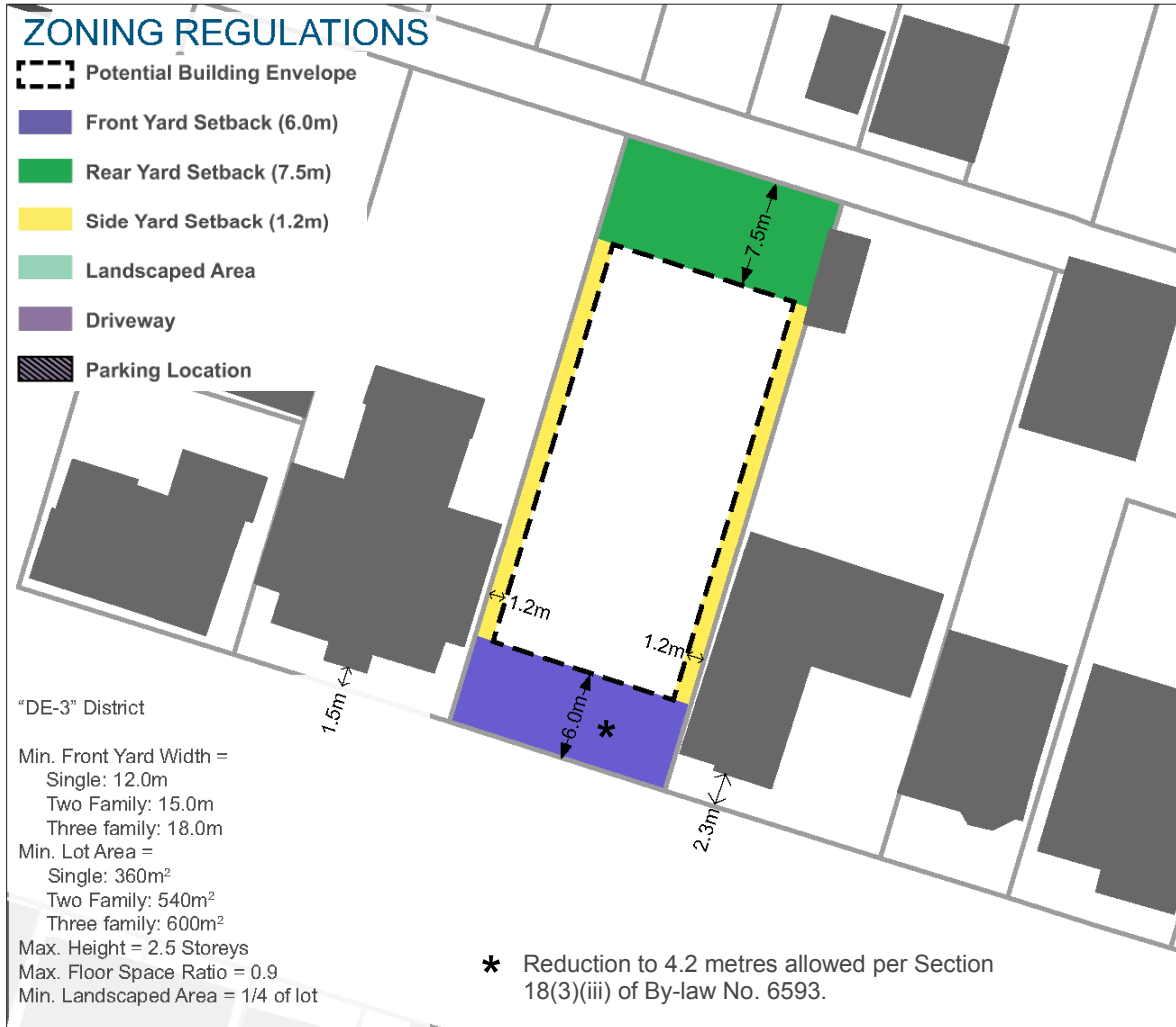 ZONING REGULATIONS
Potential Building Envelope
Front Yard Setback (6.0m)
Rear Yard Setback (7.5m)
Side Yard Setback (1.2m)
Landscaped Area
Driveway
Parking Location
7.5m
1.2m
1.2m
6.0m
*
1.5m
2.3m
“DE-3” District
Min. Front Yard Width =
Single: 12.0m
Two Family: 15.0m
Three family: 18.0m
Min. Lot Area =
Single: 360m²
Two Family: 540m²
Three family: 600m²
Max. Height = 2.5 Storeys
Max. Floor Space Ratio = 0.9
Min. Landscaped Area = 1/4 of lot
* Reduction to 4.2 metres allowed per Section
18(3)(iii) of By-law No. 6593.